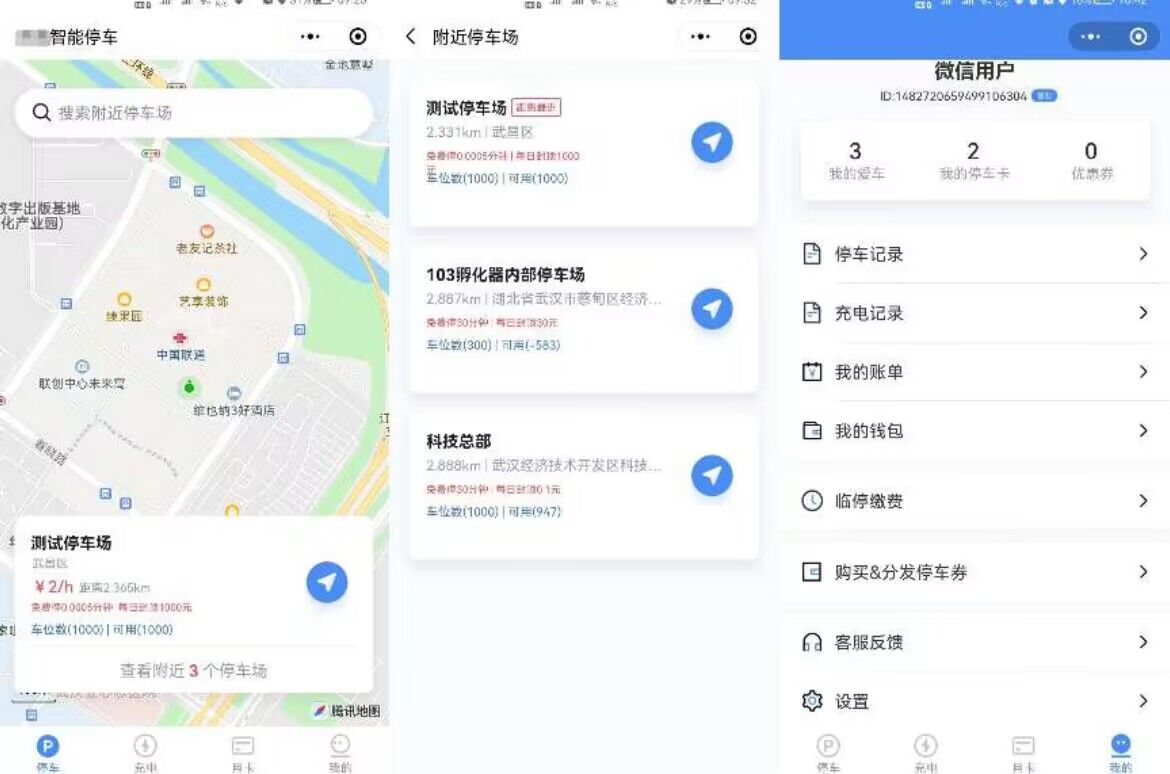 智能停车
搜索附近停车场
数字出版基地
化产业园)
老友记茶社
艺享装饰
臻果园
中国联通
联创中心未来窝
维也纳3好酒店
测试停车场
武昌区
¥2/h 距离2.365km
免费停0.0005分钟 每日封顶1000元
车位数(1000) | 可用(1000)
查看附近 3 个停车场
腾讯地图
停车
充电
月卡
我的
附近停车场
测试停车场 距离最近
2.331km | 武昌区
免费停0.0005分钟 | 每日封顶1000
元
车位数(1000) | 可用(1000)
103孵化器内部停车场
2.887km | 湖北省武汉市蔡甸区经济...
免费停30分钟 | 每日封顶30元
车位数(300) | 可用(-583)
科技总部
2.888km | 武汉经济技术开发区科技...
免费停30分钟 | 每日封顶0.1元
车位数(1000) | 可用(947)
微信用户
ID:1482720659499106304
3
我的爱车
2
我的停车卡
0
优惠券
停车记录
充电记录
我的账单
我的钱包
临停缴费
购买&分发停车券
客服反馈
设置
停车
充电
月卡
我的